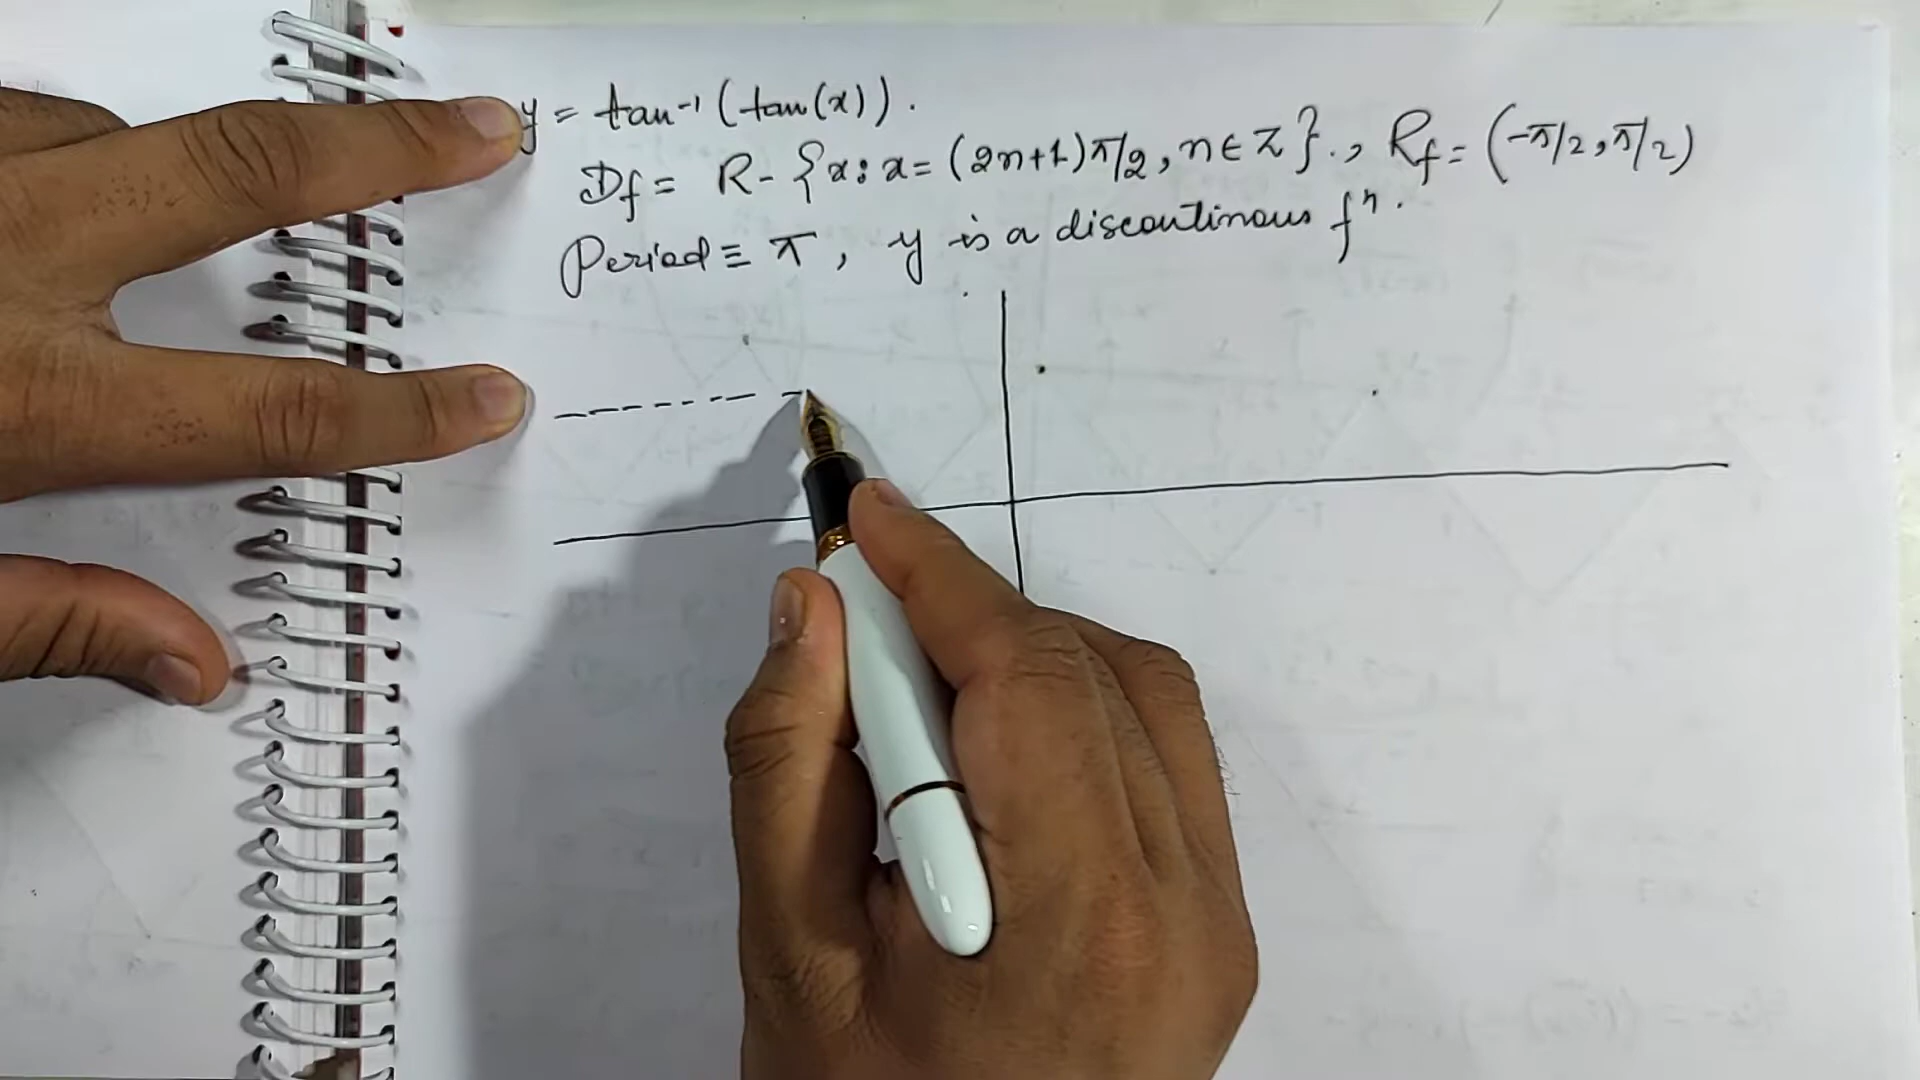 y = tan⁻¹(tan(x)).
Df = R - {x : x = (2n+1)π/2, n ∈ Z}., Rf = (-π/2, π/2)
Period ≡ π, y is a discontinous fⁿ.